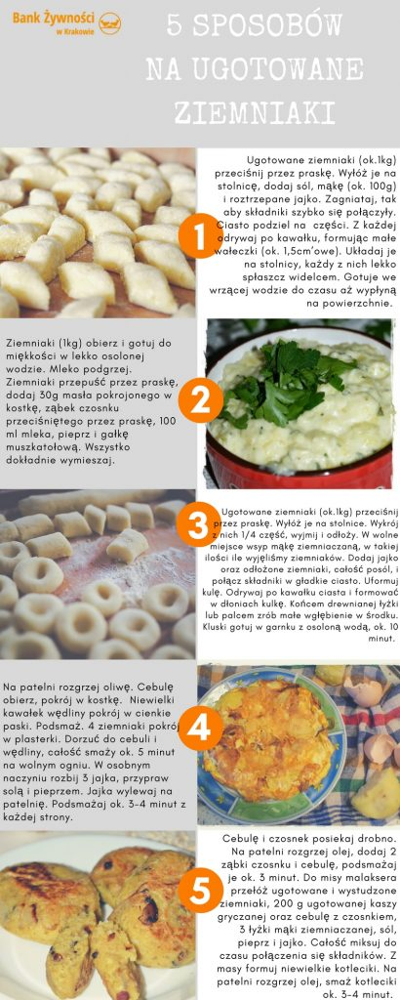 Bank Żywności
w Krakowie
5 SPOSOBÓW
NA UGOTOWANE
ZIEMNIAKI
1
Ugotowane ziemniaki (ok.1kg)
przeciśnij przez praskę. Wyłóż je na
stolnicę, dodaj sól, mąkę (ok. 100g)
i roztrzepane jajko. Zagniataj, tak
aby składniki szybko się połączyły.
Ciasto podziel na części. Z każdej
odrywaj po kawałku, formując małe
wałeczki (ok. 1,5cm’owe). Układaj je
na stolnicy, każdy z nich lekko
spłaszcz widelcem. Gotuje we
wrzącej wodzie do czasu aż wypłyną
na powierzchnie.
Ziemniaki (1kg) obierz i gotuj do
miękkości w lekko osolonej
wodzie. Mleko podgrzej.
Ziemniaki przepuść przez praskę,
dodaj 30g masła pokrojonego w
kostkę, ząbek czosnku
przeciśniętego przez praskę, 100
ml mleka, pieprz i gałkę
muszkatołową. Wszystko
dokładnie wymieszaj.
2
3
Ugotowane ziemniaki (ok.1kg) przeciśnij
przez praskę. Wyłóż je na stolnice. Wykrój
z nich 1/4 część, wyjmij i odłoży. W wolne
miejsce wsyp mąkę ziemniaczaną, w takiej
ilości ile wyjęliśmy ziemniaków. Dodaj jajko
oraz odłożone ziemniaki, całość posól, i
połącz składniki w gładkie ciasto. Uformuj
kulę. Odrywaj po kawałku ciasta i formować
w dłoniach kulkę. Końcem drewnianej łyżki
lub palcem zrób małe wgłębienie w środku.
Kluski gotuj w garnku z osoloną wodą, ok. 10
minut.
Na patelni rozgrzej oliwę. Cebulę
obierz, pokrój w kostkę. Niewielki
kawałek wędliny pokrój w cienkie
paski. Podsmaż. 4 ziemniaki pokrój
w plasterki. Dorzuć do cebuli i
wędliny, całość smaży ok. 5 minut
na wolnym ogniu. W osobnym
naczyniu rozbij 3 jajka, przypraw
solą i pieprzem. Jajka wylewaj na
patelnię. Podsmażaj ok. 3-4 minut z
każdej strony.
4
5
Cebulę i czosnek posiekaj drobno.
Na patelni rozgrzej olej, dodaj 2
ząbki czosnku i cebulę, podsmażaj
je ok. 3 minut. Do misy malaksera
przełóż ugotowane i wystudzone
ziemniaki, 200 g ugotowanej kaszy
gryczanej oraz cebulę z czosnkiem,
3 łyżki mąki ziemniaczanej, sól,
pieprz i jajko. Całość miksuj do
czasu połączenia się składników. Z
masy formuj niewielkie kotleciki. Na
patelni rozgrzej olej, smaż kotleciki
ok. 3-4 minut.